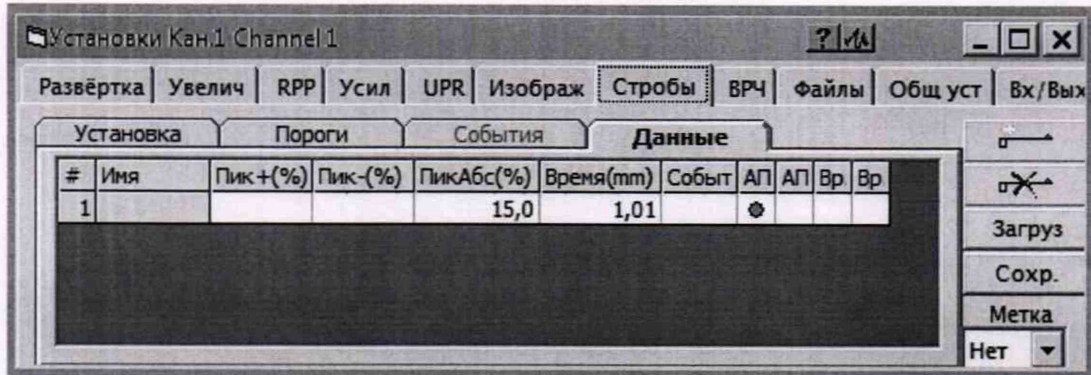 Установки Кан.1 Channel 1 ?
Развёртка Увелич RPP Усил UPR Изображ Стробы ВРЧ Файлы Общ уст Вх/Вых
Установка Пороги События Данные
# Имя Пик+(%) Пик-(%) ПикАбс(%) Время(mm) Событ АП АП Вр Вр
1 15,0 1,01
Загруз
Сохр.
Метка
Нет